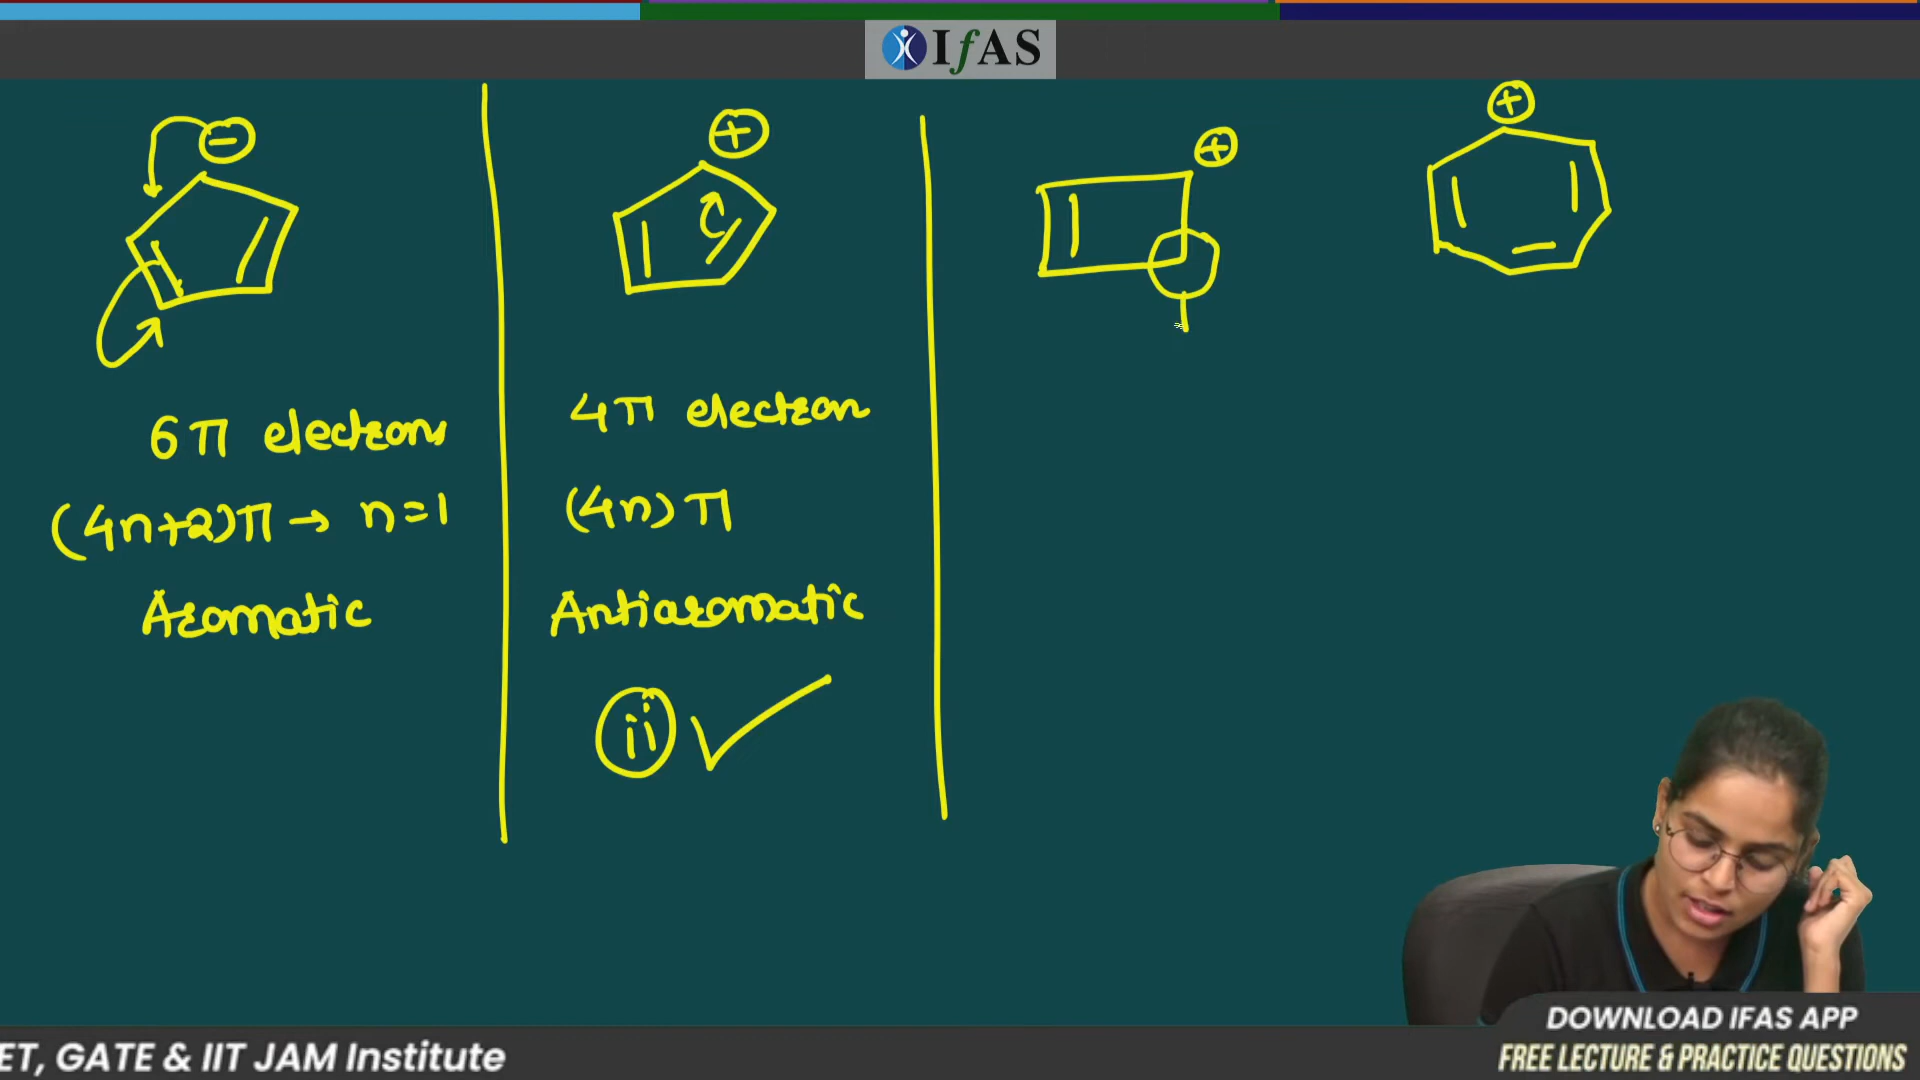 IfAS
⊖
⊕
⊕
⊕
6π electrons
(4n+2)π → n=1
Aromatic
4π electron
(4n) π
Antiaromatic
ii ✓
DOWNLOAD IFAS APP
FREE LECTURE & PRACTICE QUESTIONS
ET, GATE & IIT JAM Institute